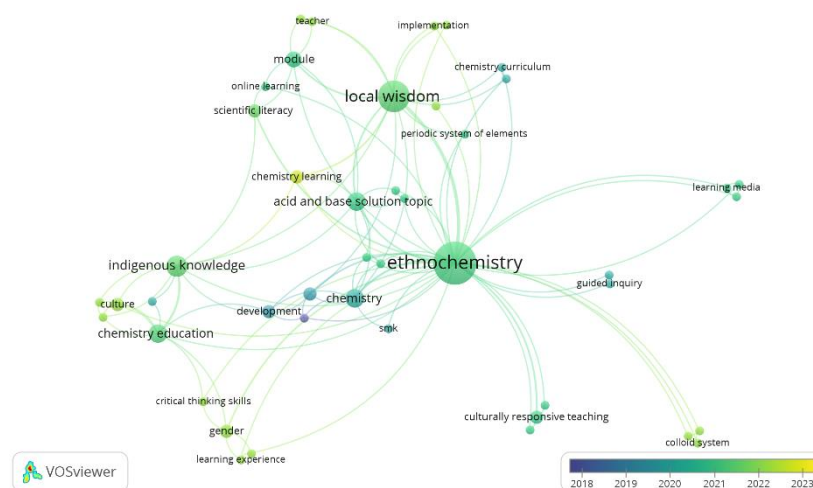 teacher
implementation
module
chemistry curriculum
online learning
local wisdom
scientific literacy
periodic system of elements
chemistry learning
learning media
acid and base solution topic
indigenous knowledge
ethnochemistry
guided inquiry
culture
development
chemistry
chemistry education
smk
critical thinking skills
culturally responsive teaching
gender
colloid system
learning experience
VOSviewer
2018 2019 2020 2021 2022 2023